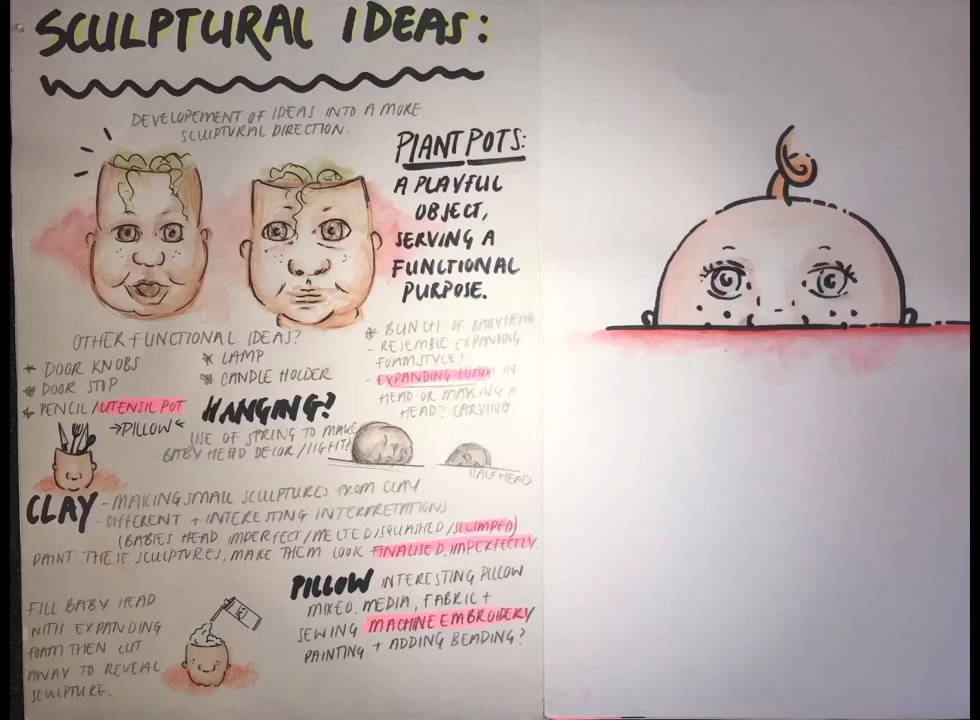 SCULPTURAL IDEAS:
DEVELOPEMENT OF IDEAS INTO A MORE
SCULPTURAL DIRECTION.
PLANT POTS:
A PLAYFUL
OBJECT,
SERVING A
FUNCTIONAL
PURPOSE.
OTHER FUNCTIONAL IDEAS?
* DOOR KNOBS
* DOOR STOP
* PENCIL/UTENSIL POT
→PILLOW←
* LAMP
* CANDLE HOLDER
* BUNCH OF BABY HEADS
- RESEMBLE EXPANDING
FOAM STYLE?
- EXPANDING FOAM IN
HEAD OR MAKING A
HEAD? CARVING
HANGING?
USE OF SPRING TO MAKE
BABY HEAD DECOR/LIGHT?
HALF HEAD
CLAY - MAKING SMALL SCULPTURES FROM CLAY
- DIFFERENT + INTERESTING INTERPRETATIONS
(BABIES HEAD IMPERFECT/MELTED/SQUASHED/SLUMPED)
PAINT THESE SCULPTURES, MAKE THEM LOOK FINALISED, IMPERFECTLY.
FILL BABY HEAD
WITH EXPANDING
FOAM THEN CUT
AWAY TO REVEAL
SCULPTURE.
PILLOW INTERESTING PILLOW
MIXED. MEDIA, FABRIC +
SEWING MACHINE EMBROIDERY
PAINTING + ADDING BEADING?